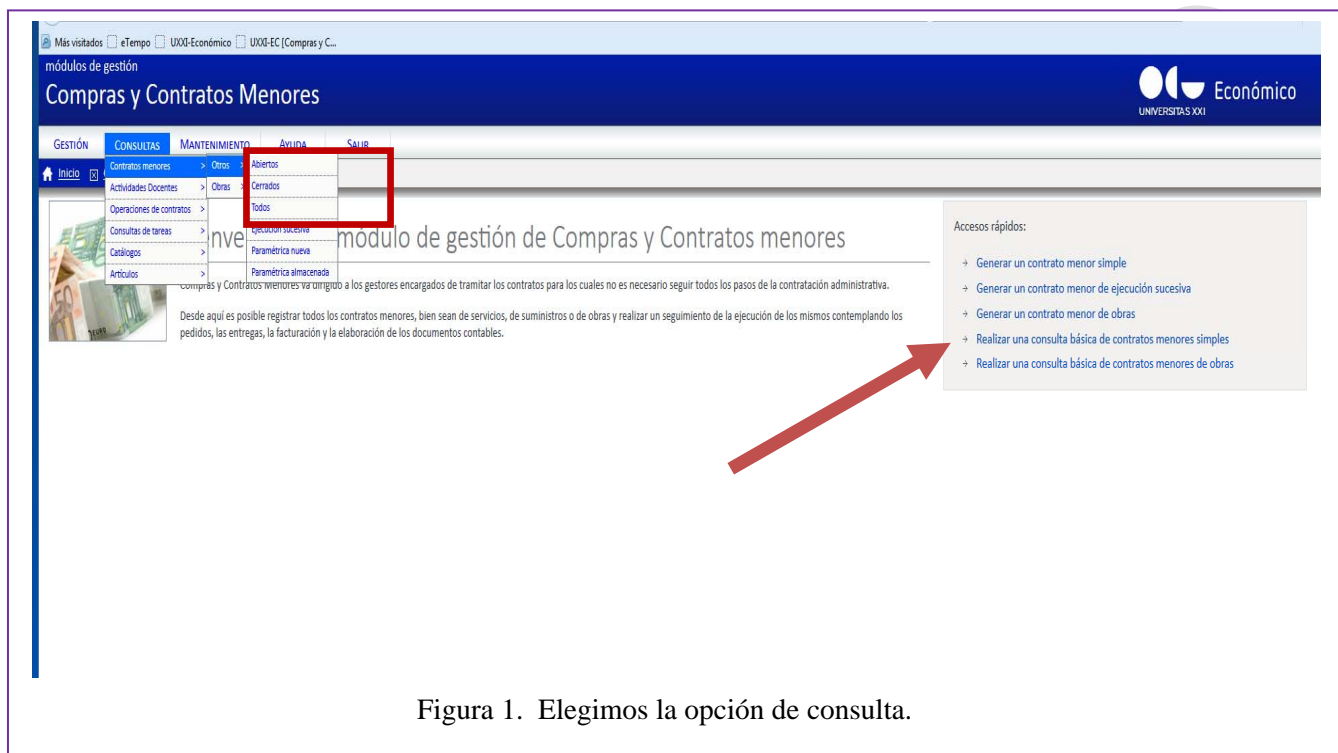 Más visitados eTempo UXXI-Económico UXXI-EC [Compras y C...
módulos de gestión
Compras y Contratos Menores
Económico
UNIVERSITAS XXI
GESTIÓN CONSULTAS MANTENIMIENTO AYUDA SALIR
Inicio
Contratos menores > Otros > Abiertos
Actividades Docentes > Obras > Cerrados
Operaciones de contratos > Todos
Consultas de tareas > Ejecución sucesiva
Catálogos > Paramétrica nueva
Artículos > Paramétrica almacenada
nve módulo de gestión de Compras y Contratos menores
Compras y Contratos Menores va dirigido a los gestores encargados de tramitar los contratos para los cuales no es necesario seguir todos los pasos de la contratación administrativa.
Desde aquí es posible registrar todos los contratos menores, bien sean de servicios, de suministros o de obras y realizar un seguimiento de la ejecución de los mismos contemplando los
pedidos, las entregas, la facturación y la elaboración de los documentos contables.
Accesos rápidos:
→ Generar un contrato menor simple
→ Generar un contrato menor de ejecución sucesiva
→ Generar un contrato menor de obras
→ Realizar una consulta básica de contratos menores simples
→ Realizar una consulta básica de contratos menores de obras
Figura 1. Elegimos la opción de consulta.